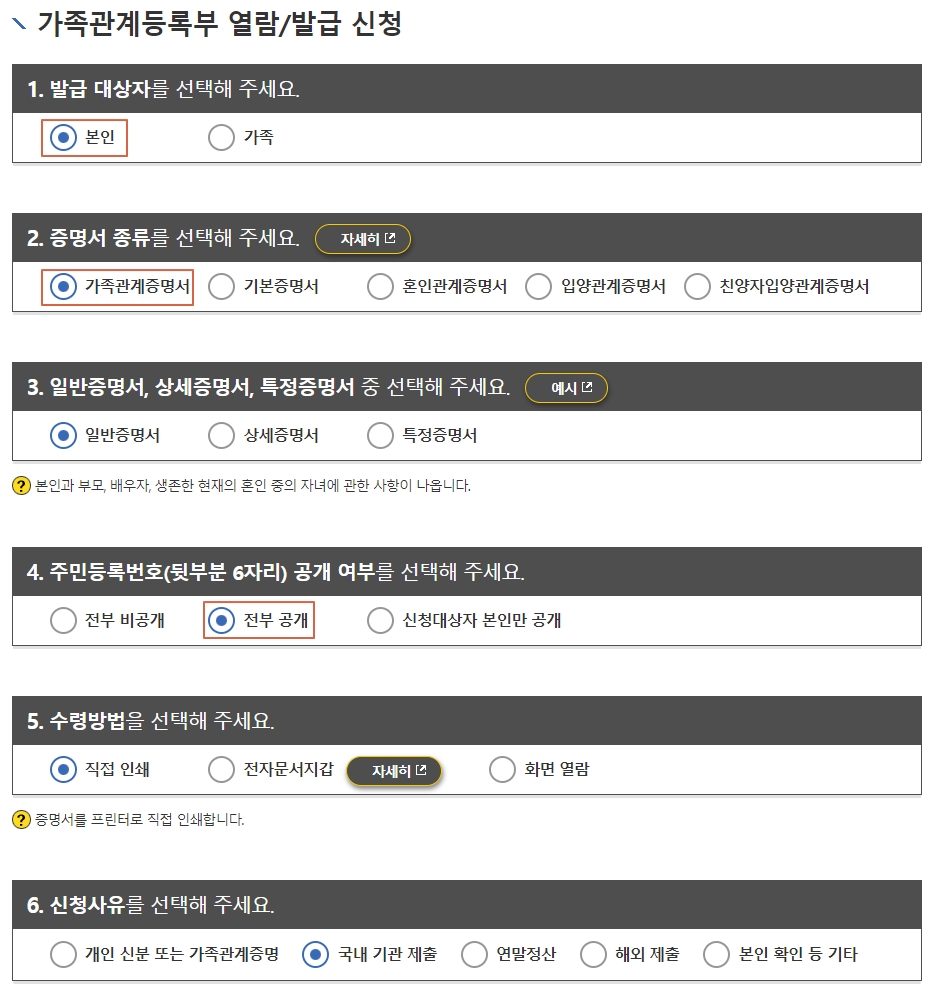 가족관계등록부 열람/발급 신청
1. 발급 대상자를 선택해 주세요.
본인 가족
2. 증명서 종류를 선택해 주세요. 자세히
가족관계증명서 기본증명서 혼인관계증명서 입양관계증명서 친양자입양관계증명서
3. 일반증명서, 상세증명서, 특정증명서 중 선택해 주세요. 예시
일반증명서 상세증명서 특정증명서
? 본인과 부모, 배우자, 생존한 현재의 혼인 중의 자녀에 관한 사항이 나옵니다.
4. 주민등록번호(뒷부분 6자리) 공개 여부를 선택해 주세요.
전부 비공개 전부 공개 신청대상자 본인만 공개
5. 수령방법을 선택해 주세요.
직접 인쇄 전자문서지갑 자세히 화면 열람
? 증명서를 프린터로 직접 인쇄합니다.
6. 신청사유를 선택해 주세요.
개인 신분 또는 가족관계증명 국내 기관 제출 연말정산 해외 제출 본인 확인 등 기타